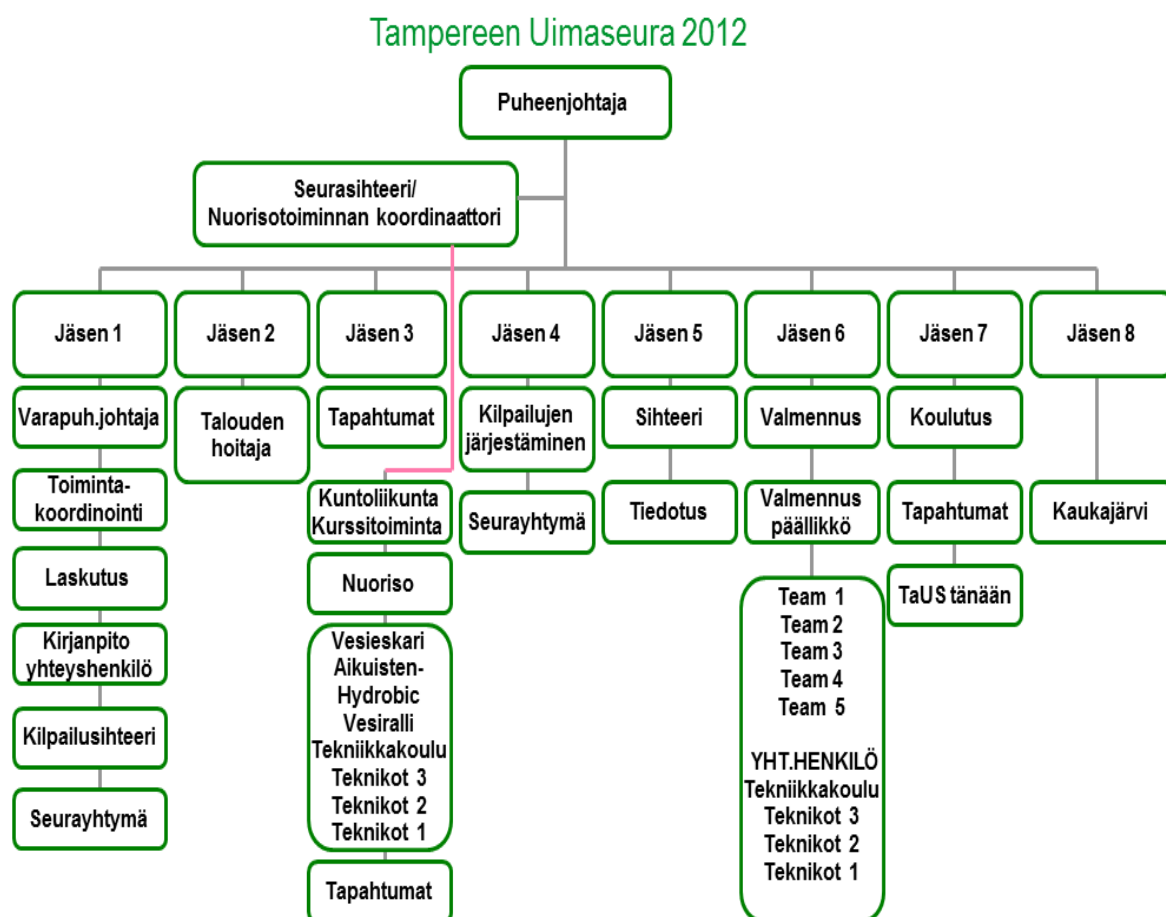 Tampereen Uimaseura 2012
Puheenjohtaja
Seurasihteeri/
Nuorisotoiminnan koordinaattori
Jäsen 1
Jäsen 2
Jäsen 3
Jäsen 4
Jäsen 5
Jäsen 6
Jäsen 7
Jäsen 8
Varapuh.johtaja
Toiminta-
koordinointi
Laskutus
Kirjanpito
yhteyshenkilö
Kilpailusihteeri
Seurayhtymä
Talouden
hoitaja
Tapahtumat
Kuntoliikunta
Kurssitoiminta
Nuoriso
Vesieskari
Aikuisten-
Hydrobic
Vesiralli
Tekniikkakoulu
Teknikot 3
Teknikot 2
Teknikot 1
Tapahtumat
Kilpailujen
järjestäminen
Seurayhtymä
Sihteeri
Tiedotus
Valmennus
Valmennus
päällikkö
Team 1
Team 2
Team 3
Team 4
Team 5
YHT.HENKILÖ
Tekniikkakoulu
Teknikot 3
Teknikot 2
Teknikot 1
Koulutus
Tapahtumat
TaUS tänään
Kaukajärvi